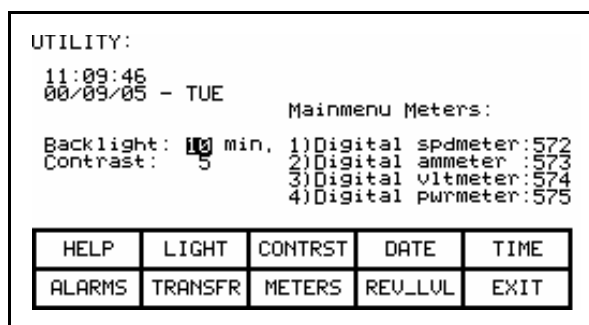 UTILITY:
11:09:46
00/09/05 - TUE
Mainmenu Meters:
Backlight: 10 min. 1)Digital spdmeter:572
Contrast: 5 2)Digital ammeter :573
3)Digital vltmeter:574
4)Digital pwrmeter:575
HELP LIGHT CONTRST DATE TIME
ALARMS TRANSFR METERS REV_LVL EXIT